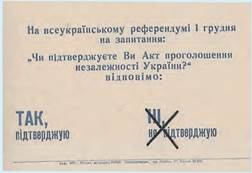 На всеукраїнському референдумі 1 грудня
на запитання:
„Чи підтверджуєте Ви Акт проголошення
незалежності України?"
відповімо:
ТАК,
підтверджую
НІ,
не підтверджую